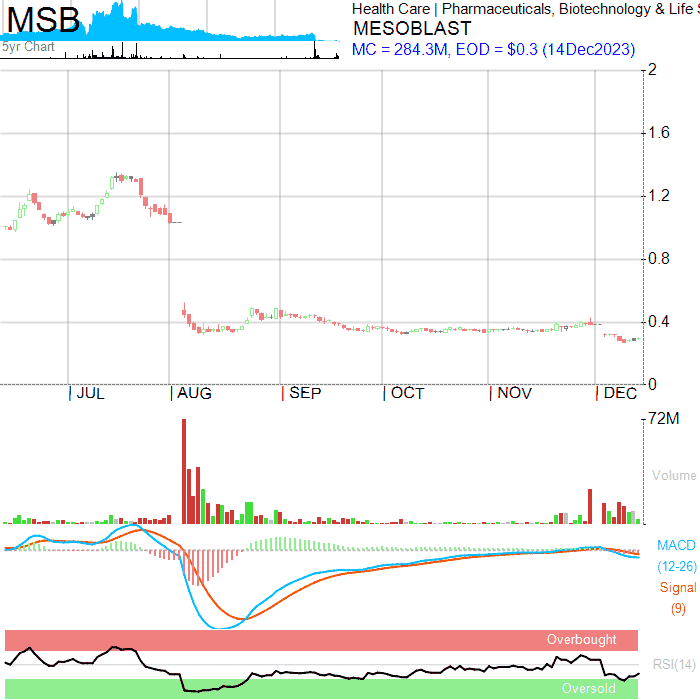 MSB
5yr Chart
Health Care | Pharmaceuticals, Biotechnology & Life S
MESOBLAST
MC = 284.3M, EOD = $0.3 (14Dec2023)
2
1.6
1.2
0.8
0.4
0
| JUL | AUG | SEP | OCT | NOV | DEC
72M
Volume
MACD
(12-26)
Signal
(9)
Overbought
RSI(14)
Oversold